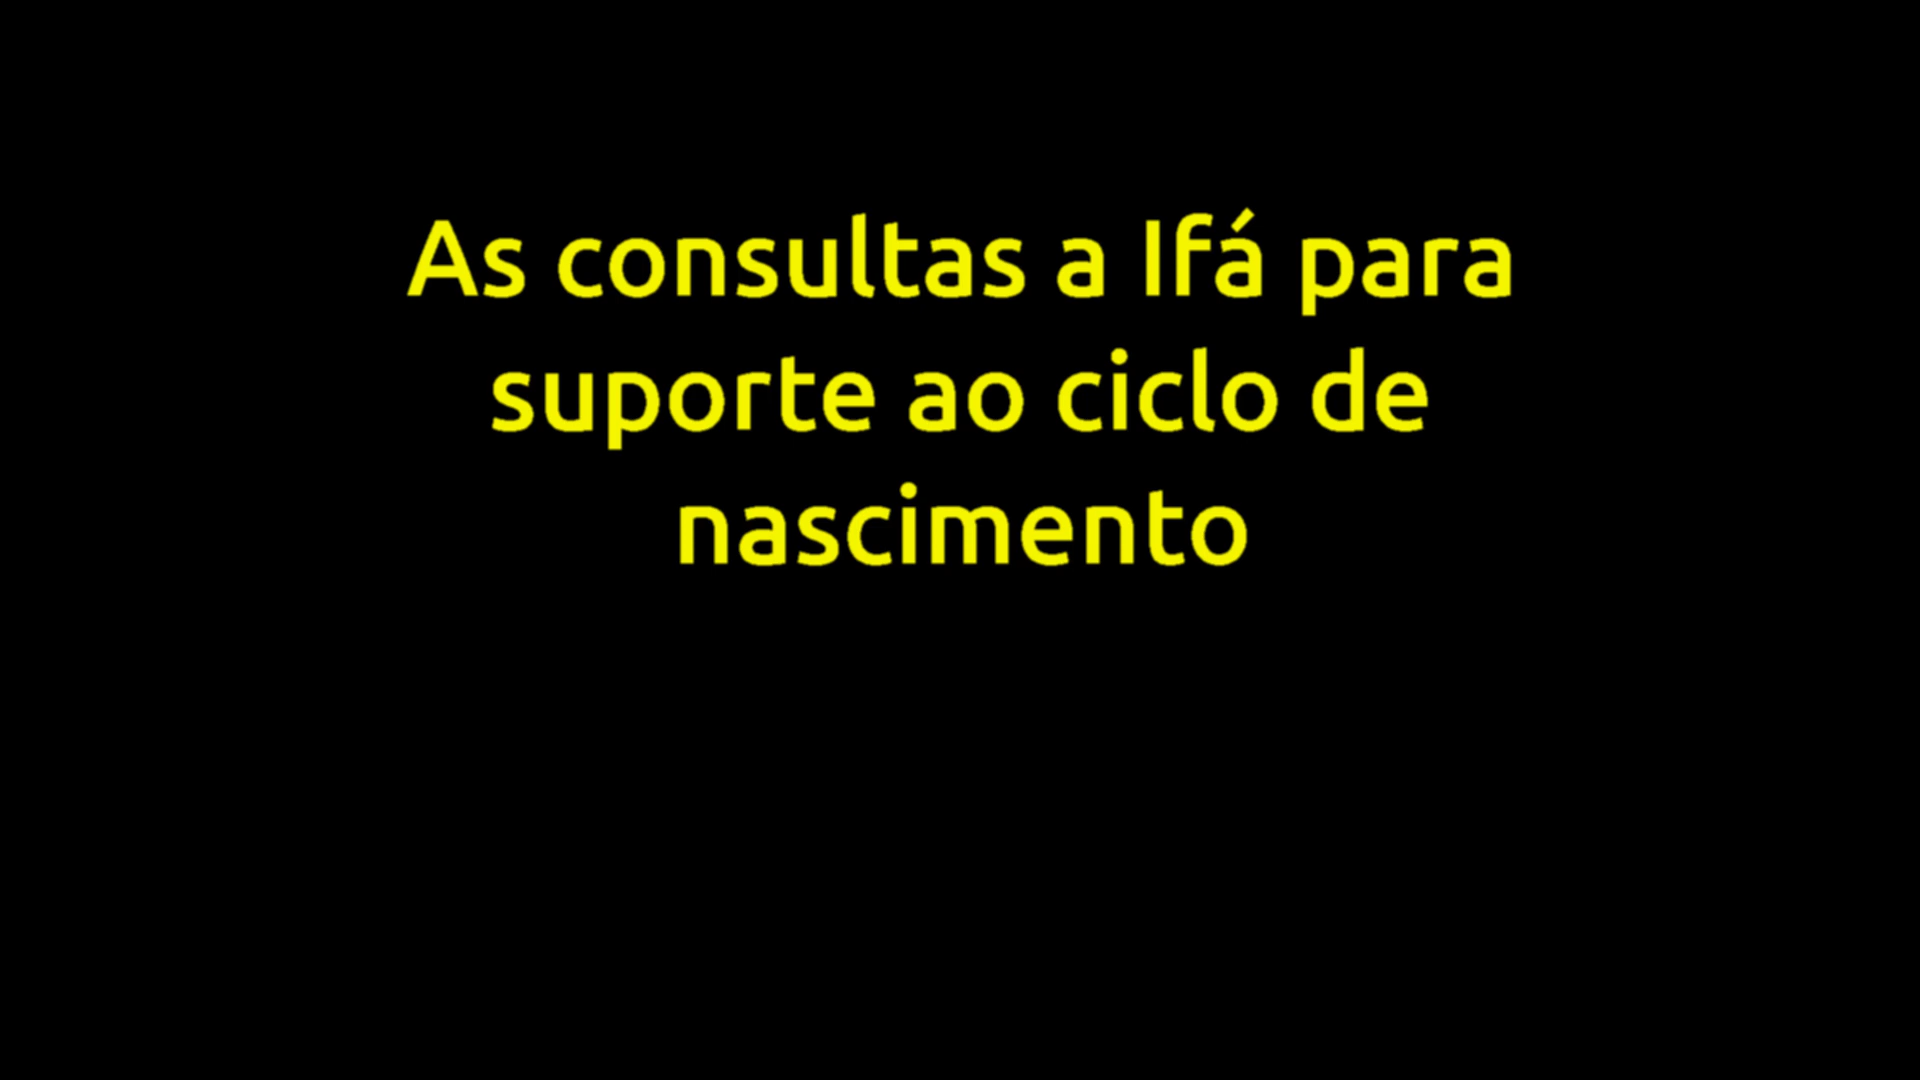 As consultas a Ifá para
suporte ao ciclo de
nascimento